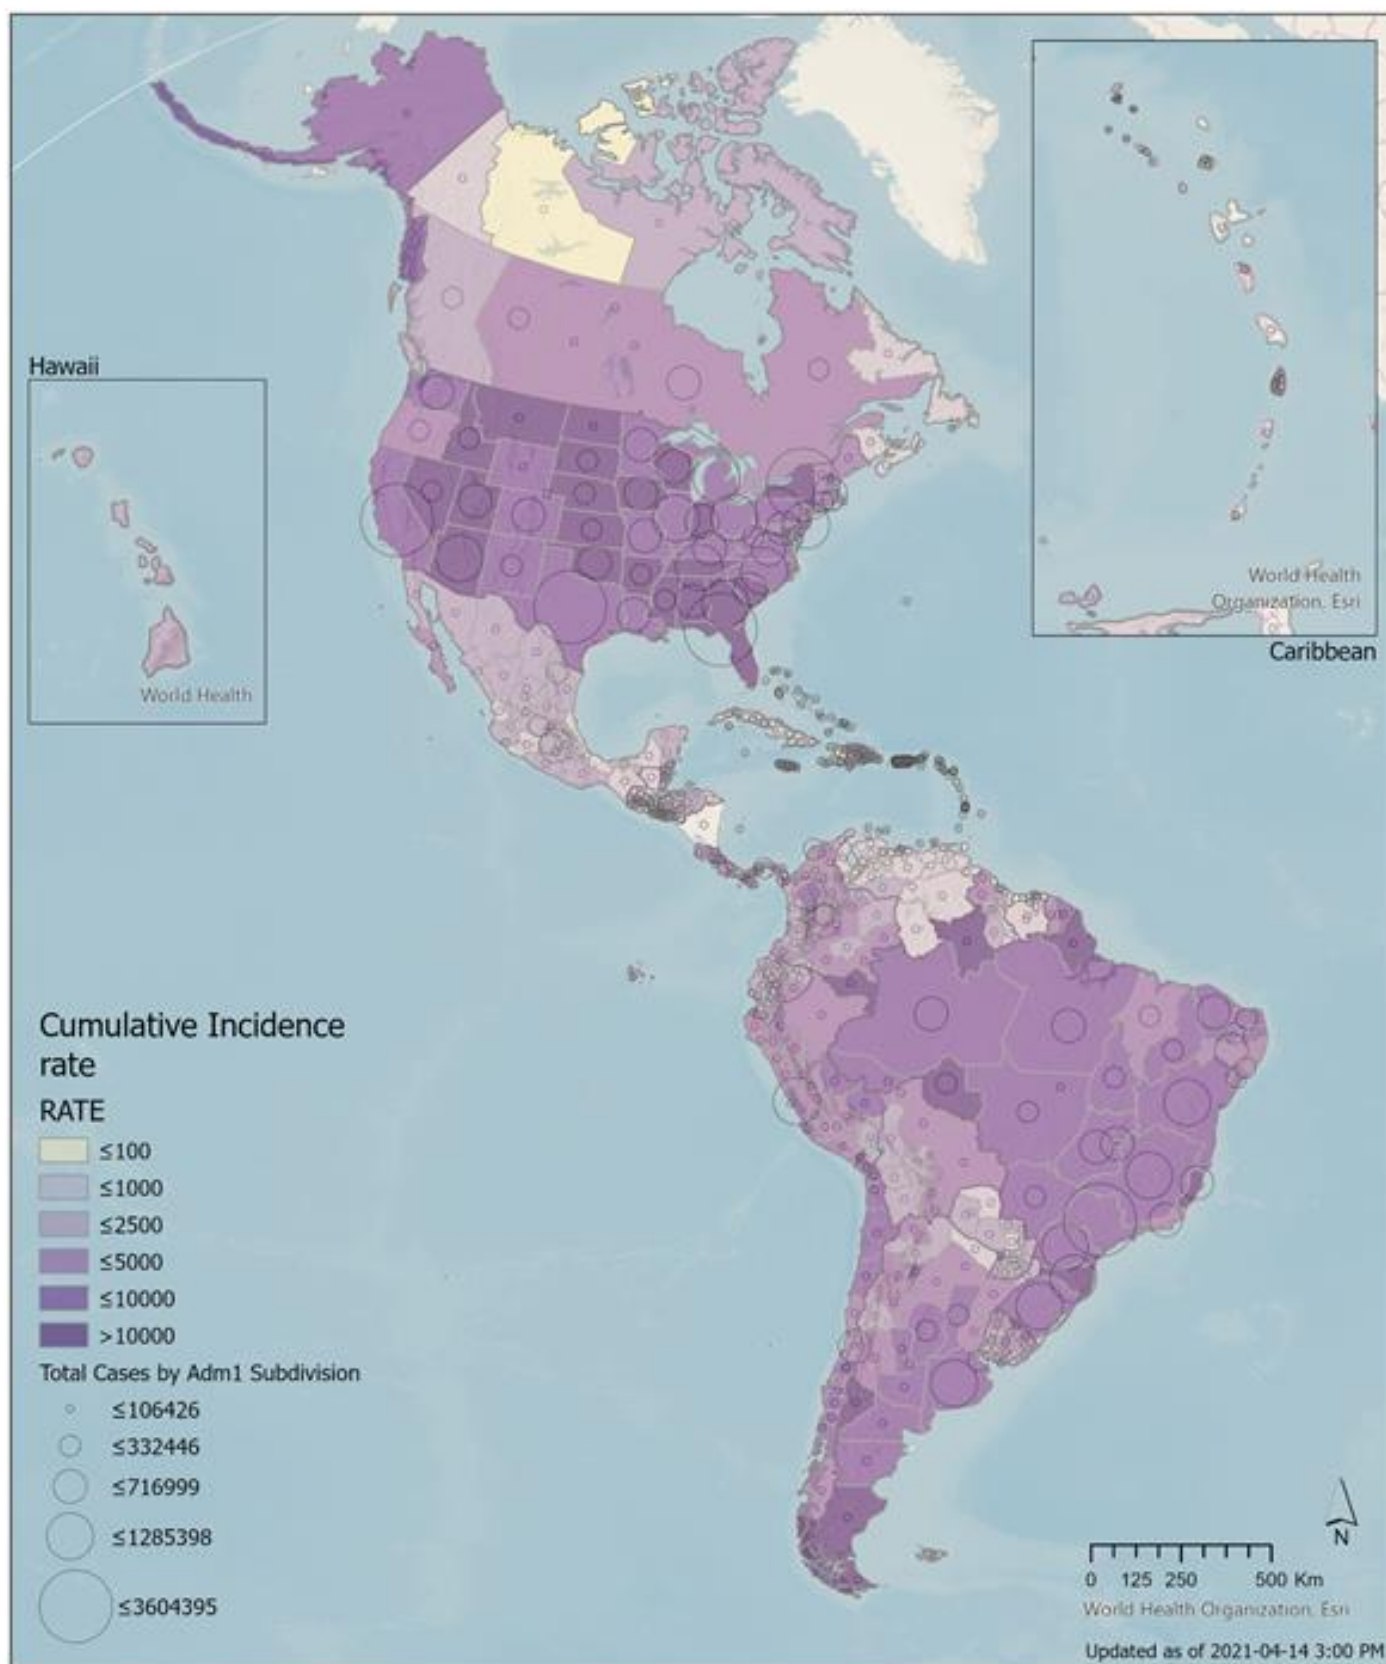 Hawaii
World Health
World Health
Organization, Esri
Caribbean
Cumulative Incidence
rate
RATE
≤100
≤1000
≤2500
≤5000
≤10000
>10000
Total Cases by Adm1 Subdivision
≤106426
≤332446
≤716999
≤1285398
≤3604395
N
0 125 250 500 Km
World Health Organization, Esri
Updated as of 2021-04-14 3:00 PM